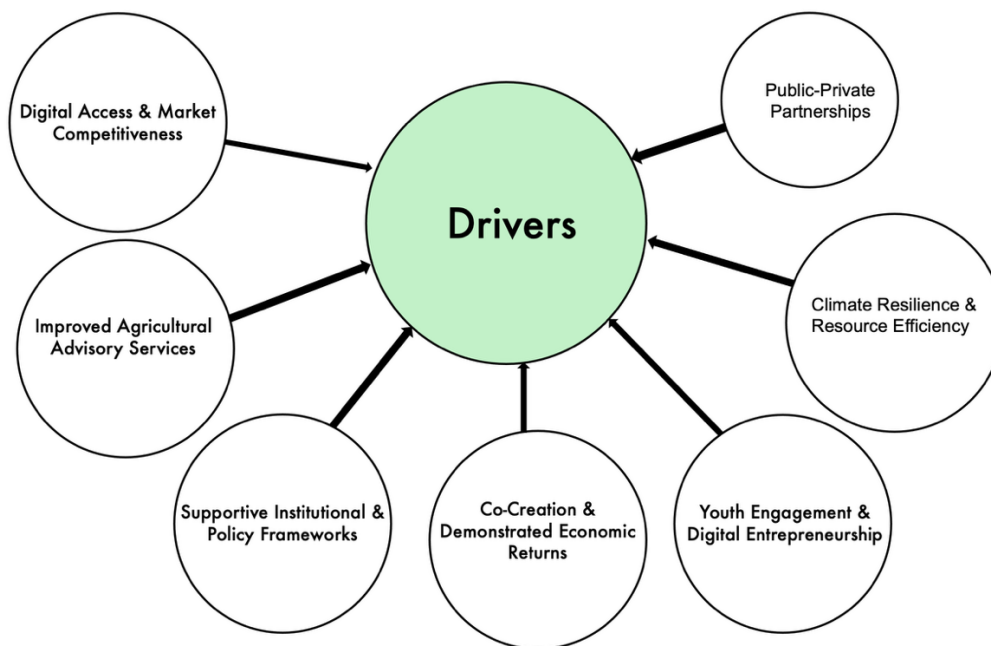 Digital Access & Market
Competitiveness
Public-Private
Partnerships
Drivers
Improved Agricultural
Advisory Services
Climate Resilience &
Resource Efficiency
Supportive Institutional &
Policy Frameworks
Co-Creation &
Demonstrated Economic
Returns
Youth Engagement &
Digital Entrepreneurship